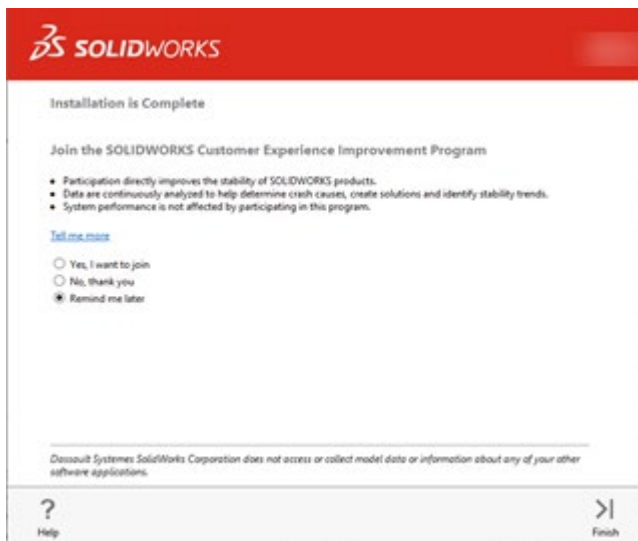 SOLIDWORKS
Installation is Complete
Join the SOLIDWORKS Customer Experience Improvement Program
Participation directly improves the stability of SOLIDWORKS products.
Data are continuously analyzed to help determine crash causes, create solutions and identify stability trends.
System performance is not affected by participating in this program.
Tell me more
Yes, I want to join
No, thank you
Remind me later
Dassault Systemes SolidWorks Corporation does not access or collect model data or information about any of your other
software applications.
?
Help
Finish